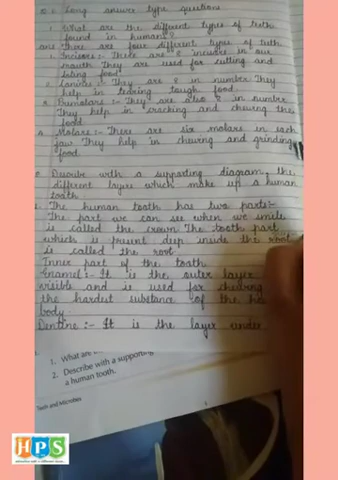 Q:- Long answer type questions
1. What are the different types of teeth
found in humans?
ans There are four different types of teeth
1. Incisors:- There are 8 incisors in our
mouth They are used for cutting and
biting food
2. Canines :- They are 8 in number They
help in tearing tough food
3. Premolars :- They are also 8 in number
They help in cracking and chewing the
food
4. Molars :- There are six molars in each
jaw They help in chewing and grinding
food.
Describe with a supporting diagram, the
different layers which make up a human
tooth
The human tooth has two parts:-
The part we can see when we smile
is called the crown The tooth part
which is present deep inside the root
is called the root
Inner part of the tooth
Enamel:- It is the outer layer
visible and is used for
the hardest substance of the
body
Dentine :- It is the layer under
1. What are
2. Describe with a supporting
a human tooth.
Teeth and Microbes
HPS